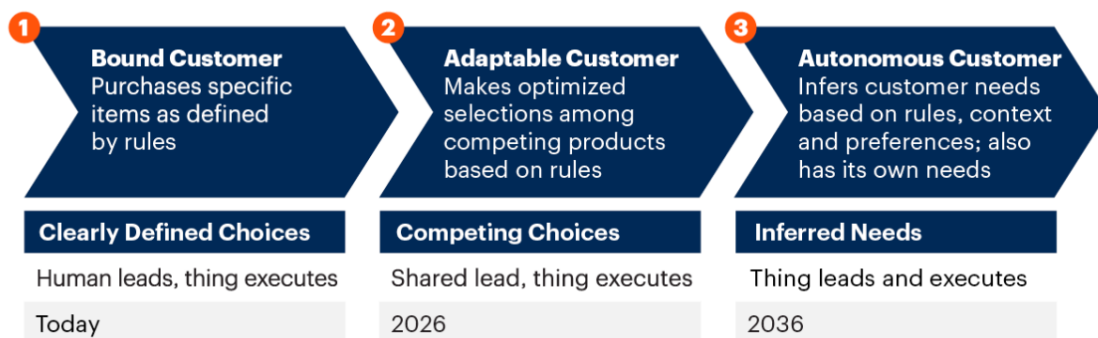 1
Bound Customer
Purchases specific
items as defined
by rules
2
Adaptable Customer
Makes optimized
selections among
competing products
based on rules
3
Autonomous Customer
Infers customer needs
based on rules, context
and preferences; also
has its own needs
Clearly Defined Choices
Competing Choices
Inferred Needs
Human leads, thing executes
Shared lead, thing executes
Thing leads and executes
Today
2026
2036